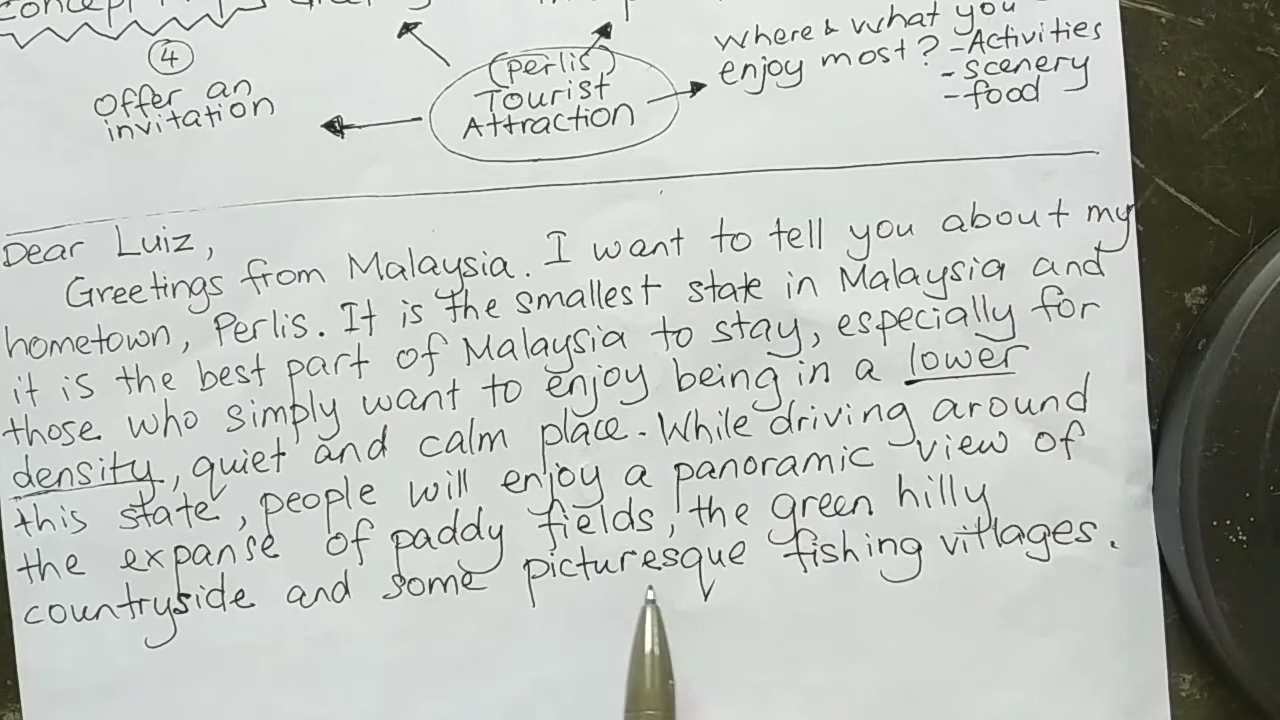 concept
④
Offer an
invitation
(Perlis)
Tourist
Attraction
Where & what you
enjoy most? - Activities
- scenery
- food
Dear Luiz,
Greetings from Malaysia. I want to tell you about my
hometown, Perlis. It is the smallest state in Malaysia and
it is the best part of Malaysia to stay, especially for
those who simply want to enjoy being in a lower
density, quiet and calm place. While driving around
this state, people will enjoy a panoramic view of
the expanse of paddy fields, the green hilly
countryside and some picturesque fishing villages.